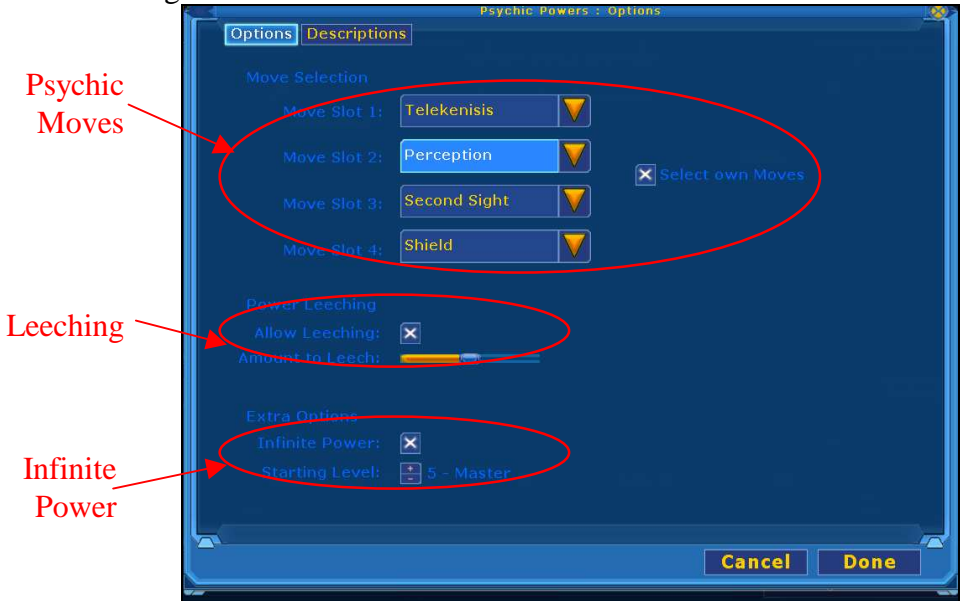 Psychic Powers : Options
Options Descriptions
Move Selection
Psychic
Moves
Move Slot 1: Telekenisis
Move Slot 2: Perception
Select own Moves
Move Slot 3: Second Sight
Move Slot 4: Shield
Power Leeching
Leeching
Allow Leeching:
Amount to Leech:
Extra Options
Infinite Power:
Infinite
Power
Starting Level: 5 - Master
Cancel Done